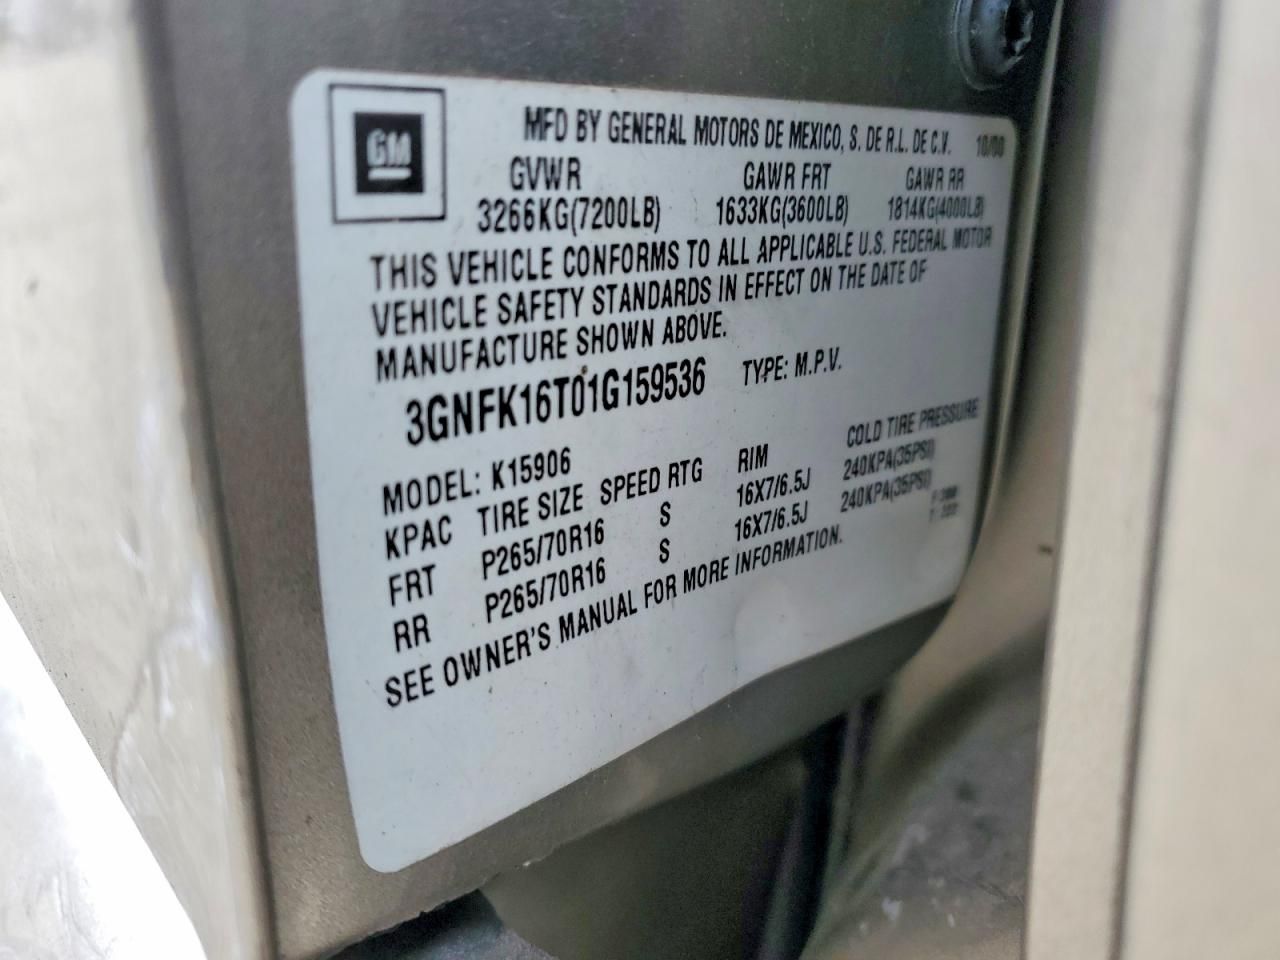 GM
MFD BY GENERAL MOTORS DE MEXICO, S. DE R.L. DE C.V. 10/00
GVWR GAWR FRT GAWR RR
3266KG(7200LB) 1633KG(3600LB) 1814KG(4000LB)
THIS VEHICLE CONFORMS TO ALL APPLICABLE U.S. FEDERAL MOTOR
VEHICLE SAFETY STANDARDS IN EFFECT ON THE DATE OF
MANUFACTURE SHOWN ABOVE.
3GNFK16T01G159536 TYPE: M.P.V.
MODEL: K15906
KPAC TIRE SIZE SPEED RTG RIM COLD TIRE PRESSURE
FRT P265/70R16 S 16X7/6.5J 240KPA(35PSI)
RR P265/70R16 S 16X7/6.5J 240KPA(35PSI)
SEE OWNER'S MANUAL FOR MORE INFORMATION.